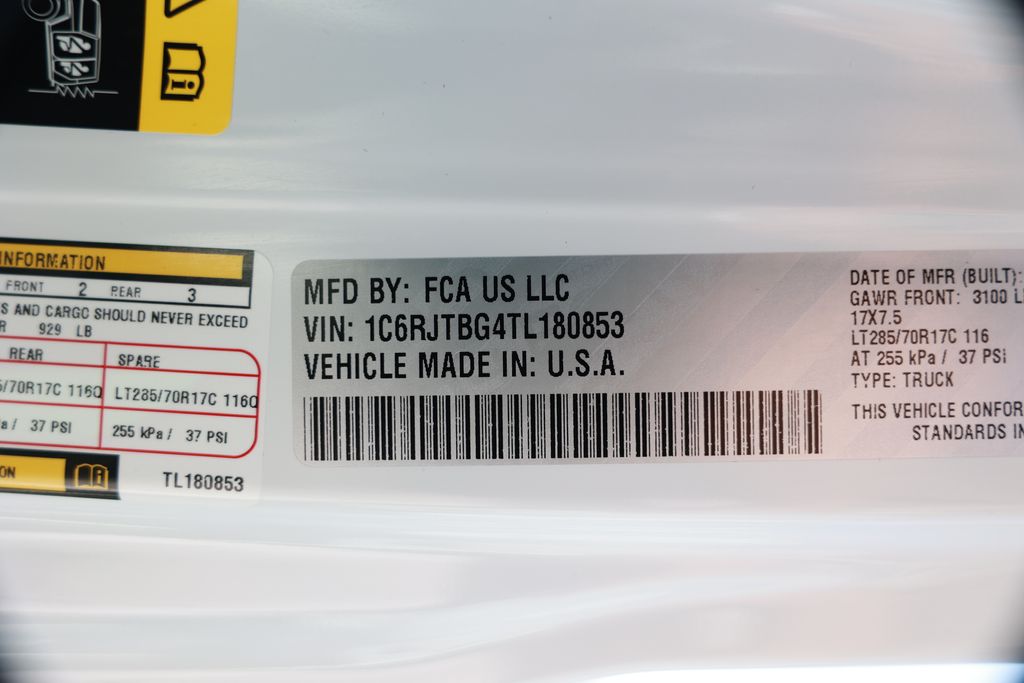 INFORMATION
FRONT 2 REAR 3
S AND CARGO SHOULD NEVER EXCEED
R 929 LB
REAR SPARE
/70R17C 116Q LT285/70R17C 116Q
a/ 37 PSI 255 kPa/ 37 PSI
ON
TL180853
MFD BY: FCA US LLC
VIN: 1C6RJTBG4TL180853
VEHICLE MADE IN: U.S.A.
DATE OF MFR (BUILT):
GAWR FRONT: 3100 L
17X7.5
LT285/70R17C 116
AT 255 kPa / 37 PSI
TYPE: TRUCK
THIS VEHICLE CONFOR
STANDARDS IN